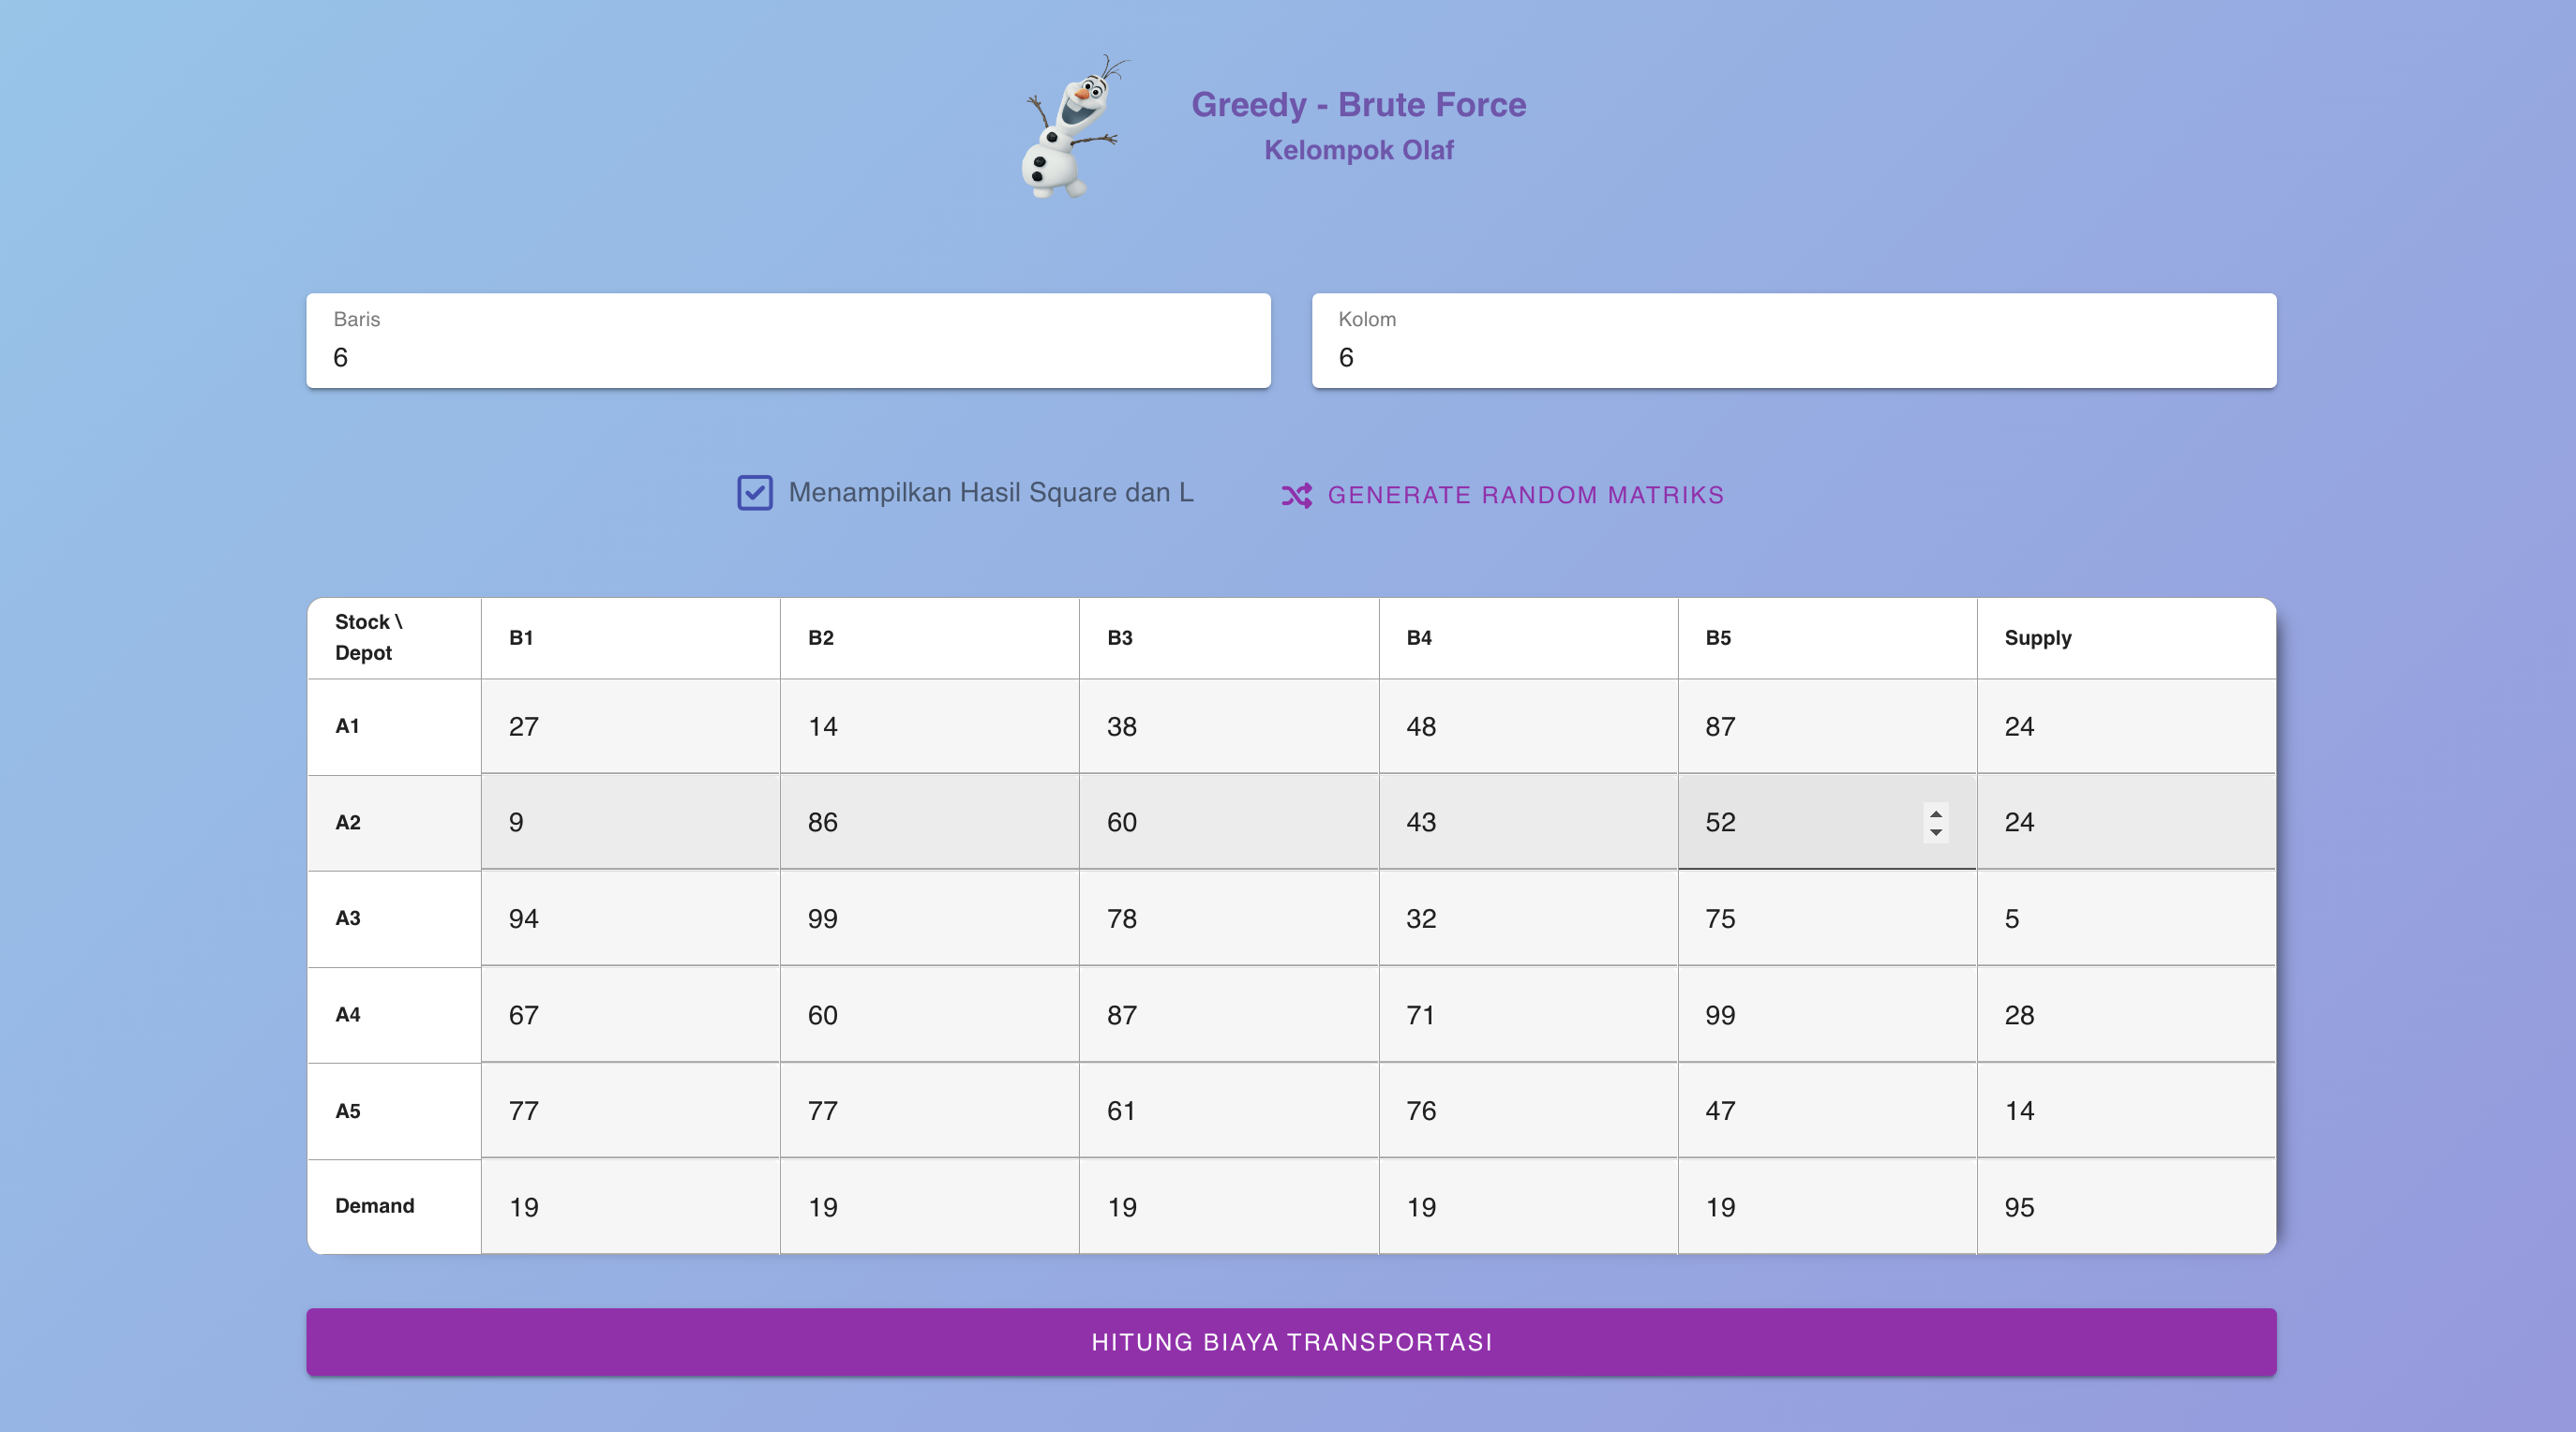 Greedy - Brute Force
Kelompok Olaf
Baris
6
Kolom
6
Menampilkan Hasil Square dan L
GENERATE RANDOM MATRIKS
Stock \ Depot B1 B2 B3 B4 B5 Supply
A1 27 14 38 48 87 24
A2 9 86 60 43 52 24
A3 94 99 78 32 75 5
A4 67 60 87 71 99 28
A5 77 77 61 76 47 14
Demand 19 19 19 19 19 95
HITUNG BIAYA TRANSPORTASI